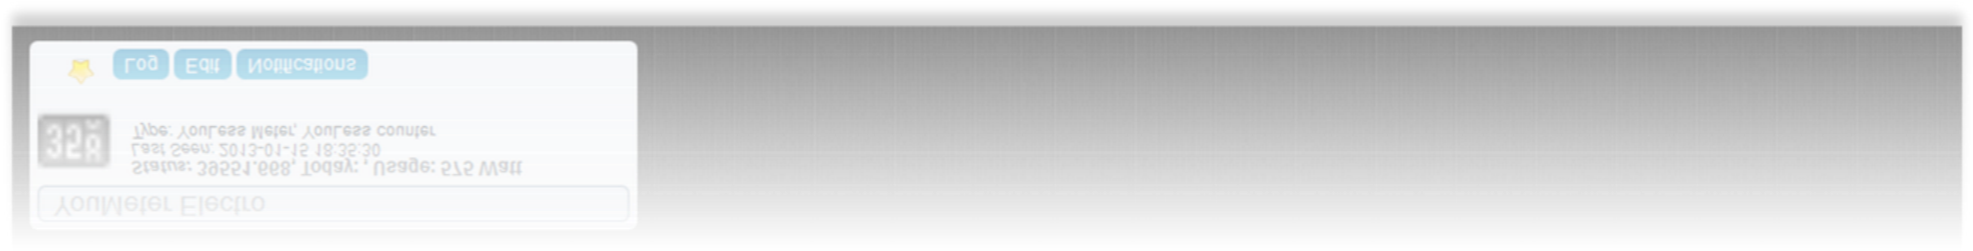 YouMeter Electro
Status: 39551.668, Today: , Usage: 575 Watt
Last Seen: 2013-01-15 18:35:30
Type: YouLess Meter, YouLess counter
Log Edit Notifications